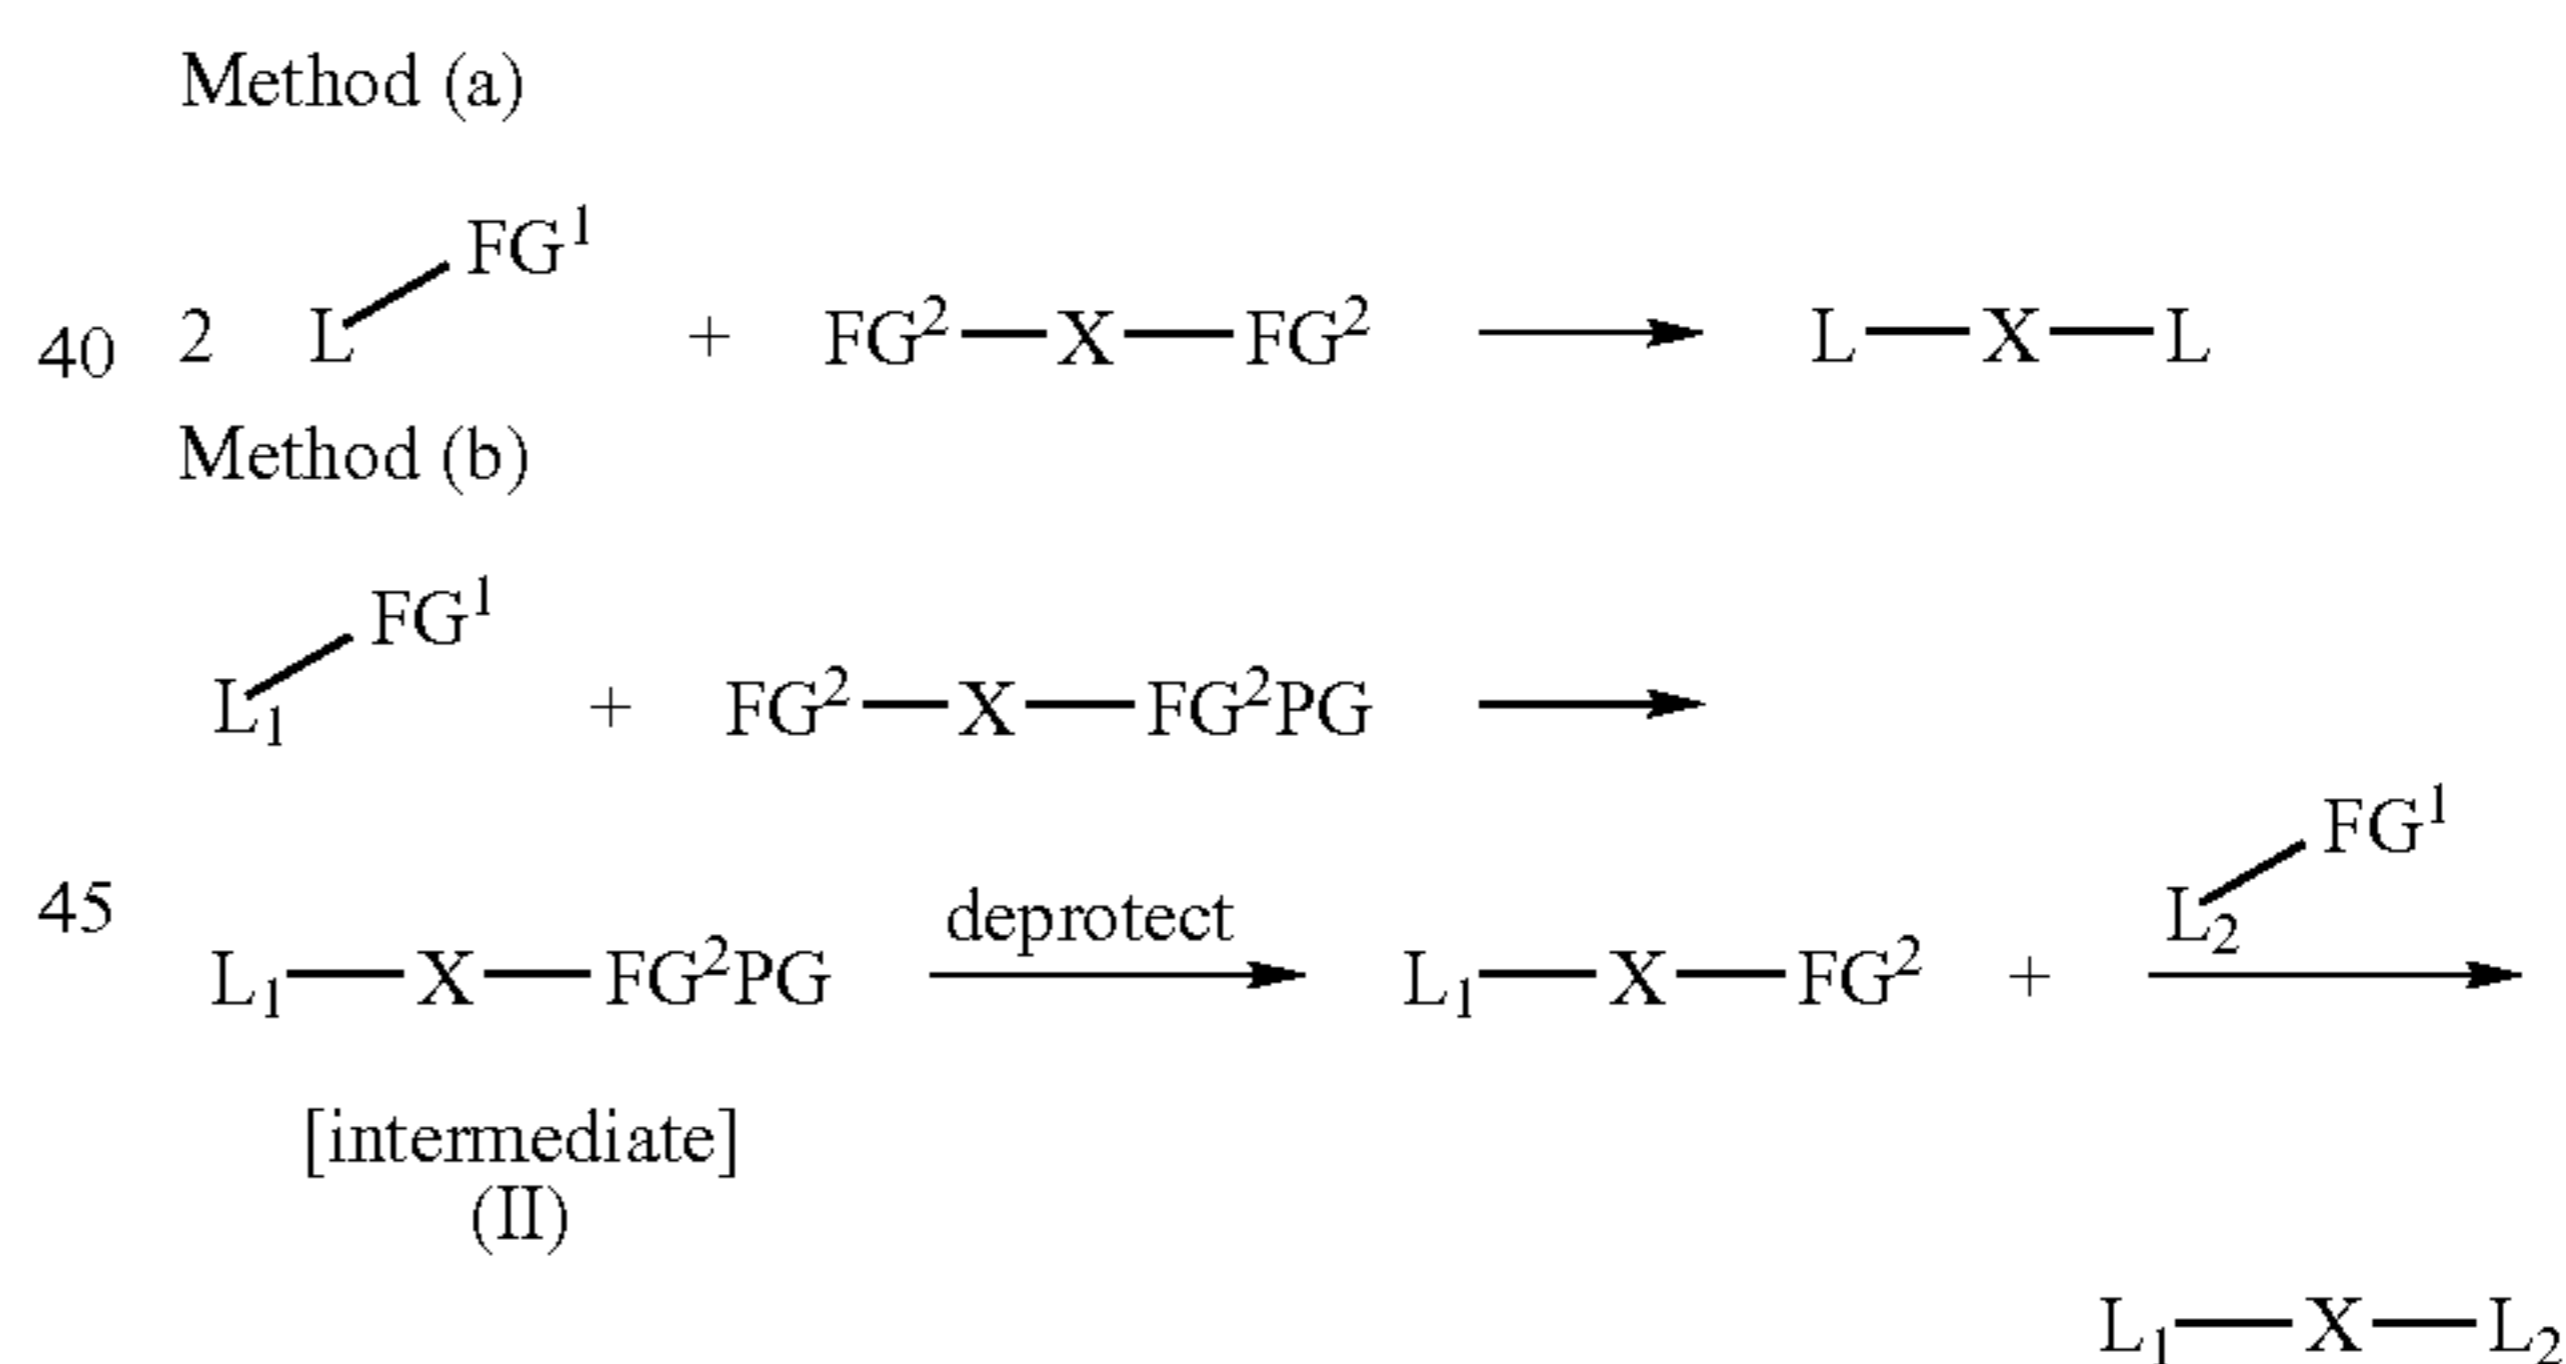 Method (a)
40 2 L FG¹ + FG²—X—FG² → L—X—L
Method (b)
L₁ FG¹ + FG²—X—FG²PG →
45 L₁—X—FG²PG deprotect → L₁—X—FG² + L₂ FG¹ →
[intermediate]
(II)
L₁—X—L₂